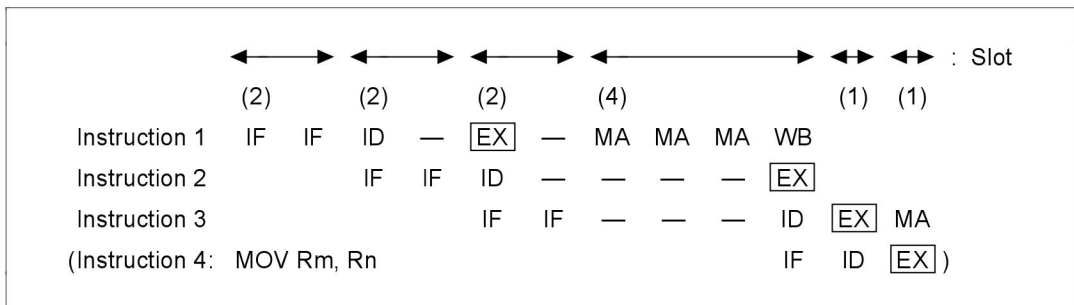 : Slot
(2) (2) (2) (4) (1) (1)
Instruction 1 IF IF ID — EX — MA MA MA WB
Instruction 2 IF IF ID — — — — EX
Instruction 3 IF IF — — — ID EX MA
(Instruction 4: MOV Rm, Rn IF ID EX )